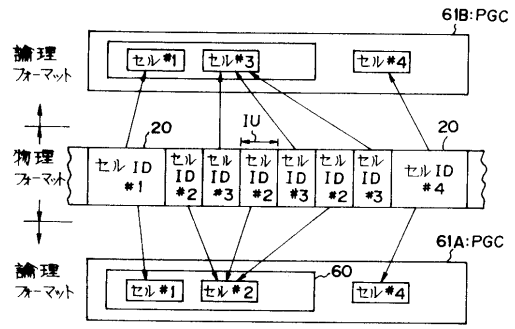 61B:PGC
論理
フォーマット
セル#1
セル#3
セル#4
20
IU
20
物理
フォーマット
セル ID #1
セル ID #2
セル ID #3
セル ID #2
セル ID #3
セル ID #2
セル ID #3
セル ID #4
61A:PGC
論理
フォーマット
60
セル#1
セル#2
セル#4